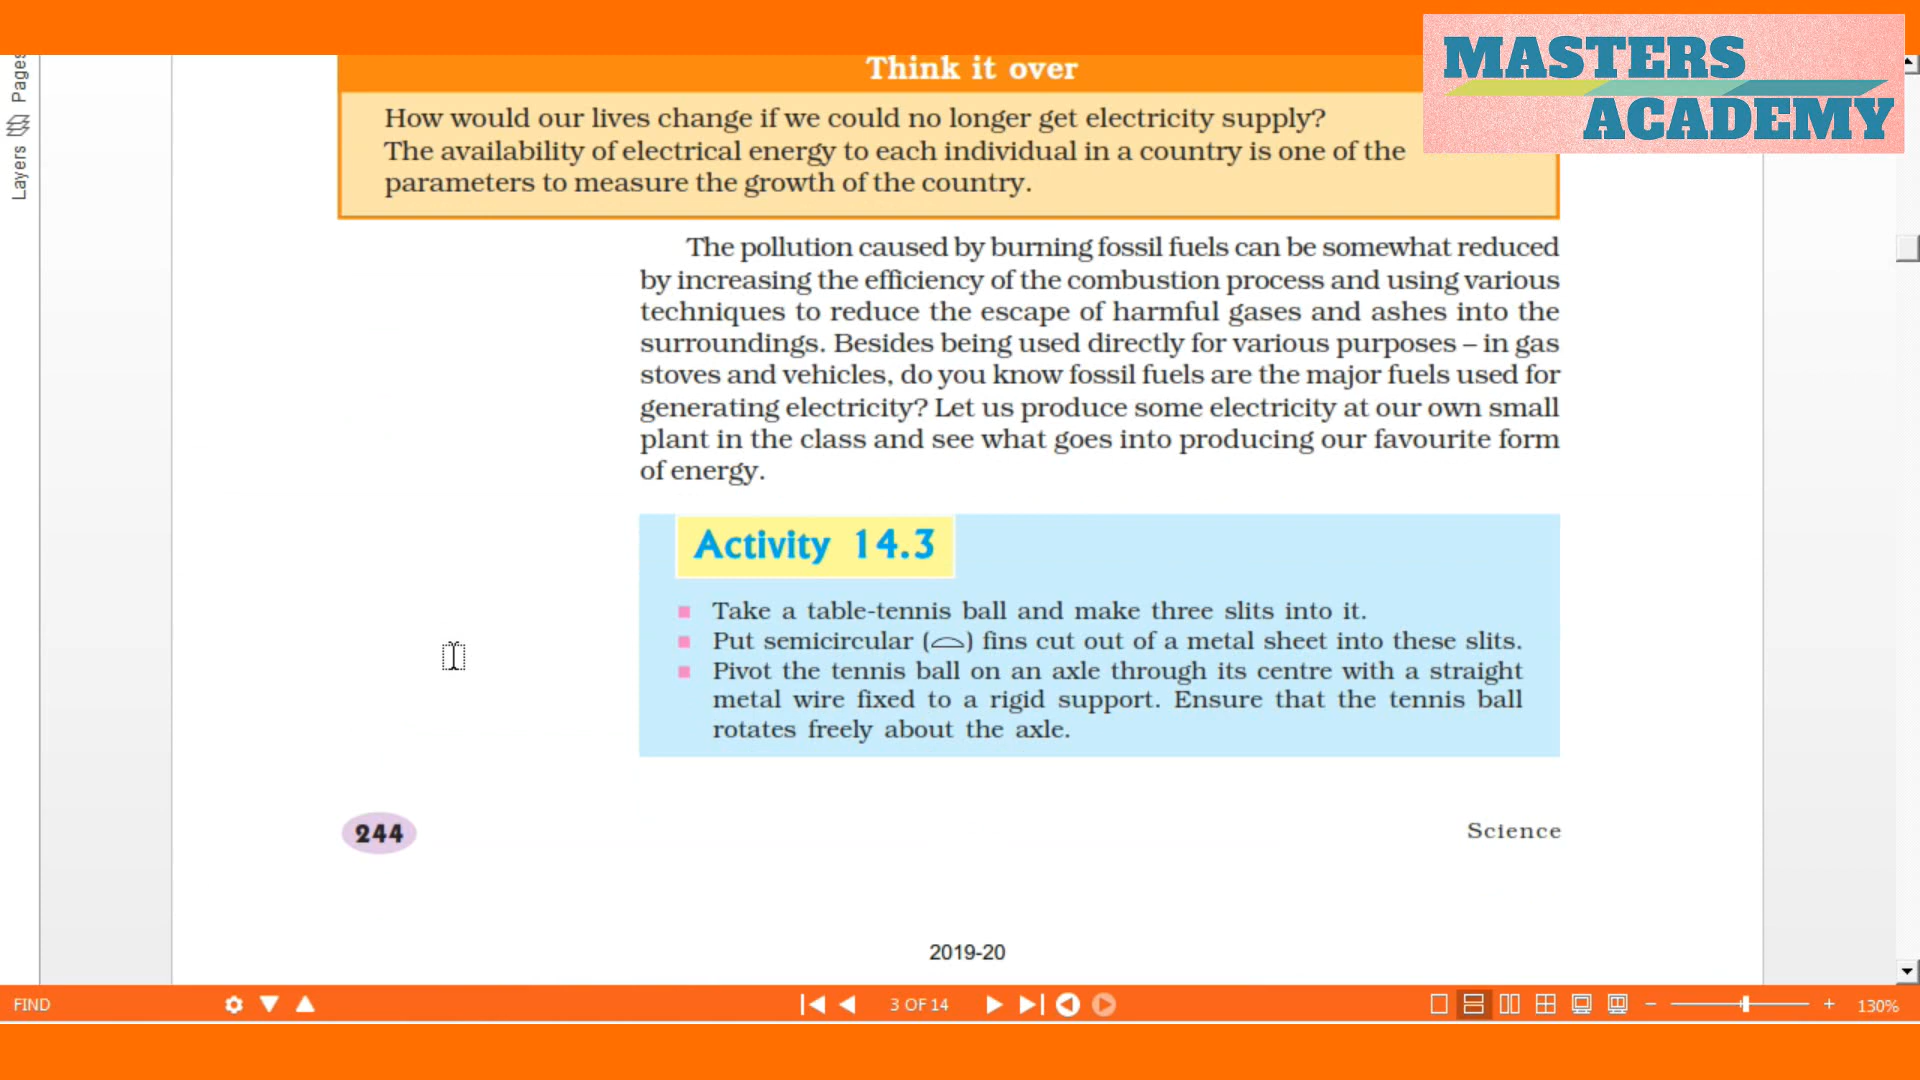 MASTERS
ACADEMY
Pages
Layers
Think it over
How would our lives change if we could no longer get electricity supply?
The availability of electrical energy to each individual in a country is one of the
parameters to measure the growth of the country.
The pollution caused by burning fossil fuels can be somewhat reduced
by increasing the efficiency of the combustion process and using various
techniques to reduce the escape of harmful gases and ashes into the
surroundings. Besides being used directly for various purposes – in gas
stoves and vehicles, do you know fossil fuels are the major fuels used for
generating electricity? Let us produce some electricity at our own small
plant in the class and see what goes into producing our favourite form
of energy.
Activity 14.3
Take a table-tennis ball and make three slits into it.
Put semicircular ( ) fins cut out of a metal sheet into these slits.
Pivot the tennis ball on an axle through its centre with a straight
metal wire fixed to a rigid support. Ensure that the tennis ball
rotates freely about the axle.
244
Science
2019-20
FIND
3 OF 14
130%